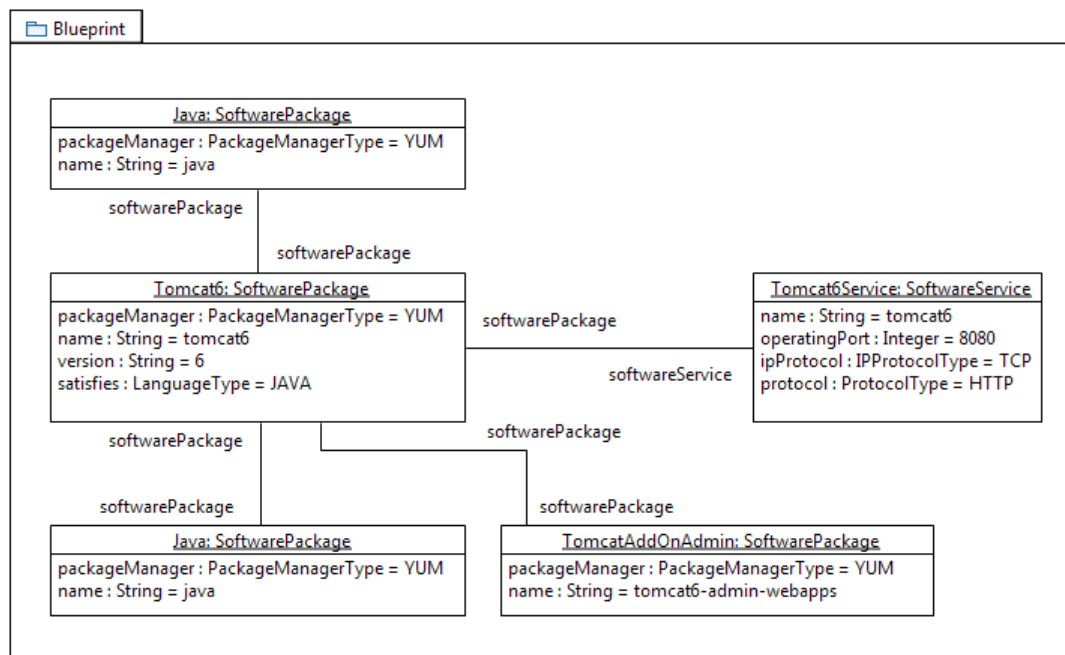 Blueprint
Java: SoftwarePackage
packageManager : PackageManagerType = YUM
name : String = java
softwarePackage
softwarePackage
Tomcat6: SoftwarePackage
packageManager : PackageManagerType = YUM
name : String = tomcat6
version : String = 6
satisfies : LanguageType = JAVA
softwarePackage
softwareService
Tomcat6Service: SoftwareService
name : String = tomcat6
operatingPort : Integer = 8080
ipProtocol : IPProtocolType = TCP
protocol : ProtocolType = HTTP
softwarePackage
softwarePackage
softwarePackage
softwarePackage
Java: SoftwarePackage
packageManager : PackageManagerType = YUM
name : String = java
TomcatAddOnAdmin: SoftwarePackage
packageManager : PackageManagerType = YUM
name : String = tomcat6-admin-webapps